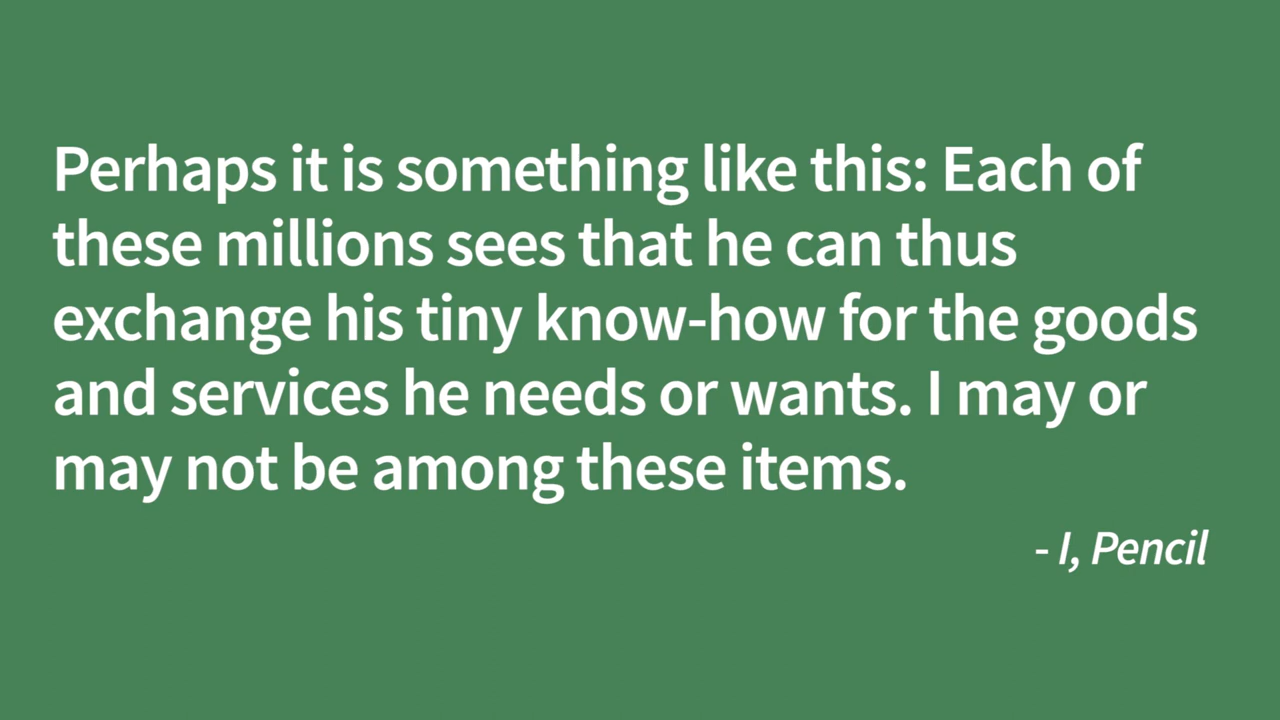 Perhaps it is something like this: Each of
these millions sees that he can thus
exchange his tiny know-how for the goods
and services he needs or wants. I may or
may not be among these items.
- I, Pencil